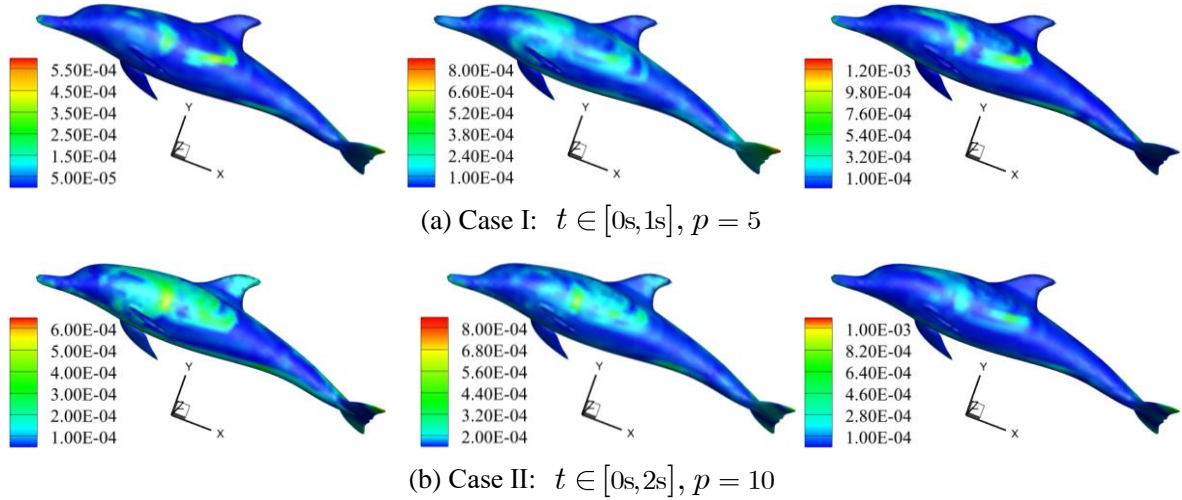 5.50E-04
4.50E-04
3.50E-04
2.50E-04
1.50E-04
5.00E-05
Y
Z
X
8.00E-04
6.60E-04
5.20E-04
3.80E-04
2.40E-04
1.00E-04
Y
Z
X
1.20E-03
9.80E-04
7.60E-04
5.40E-04
3.20E-04
1.00E-04
Y
Z
X
(a) Case I: t ∈ [0s,1s], p = 5
6.00E-04
5.00E-04
4.00E-04
3.00E-04
2.00E-04
1.00E-04
Y
Z
X
8.00E-04
6.80E-04
5.60E-04
4.40E-04
3.20E-04
2.00E-04
Y
Z
X
1.00E-03
8.20E-04
6.40E-04
4.60E-04
2.80E-04
1.00E-04
Y
Z
X
(b) Case II: t ∈ [0s,2s], p = 10